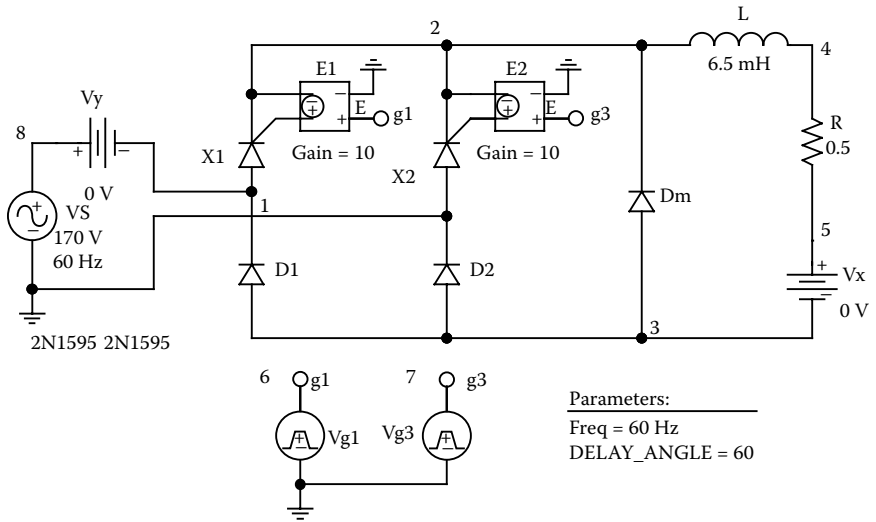 2
L
6.5 mH
4
E1
E
g1
Gain = 10
E2
E
g3
Gain = 10
Vy
8
0 V
X1
X2
R
0.5
1
VS
170 V
60 Hz
Dm
5
D1
D2
Vx
0 V
3
2N1595 2N1595
6
g1
7
g3
Vg1
Vg3
Parameters:
Freq = 60 Hz
DELAY_ANGLE = 60